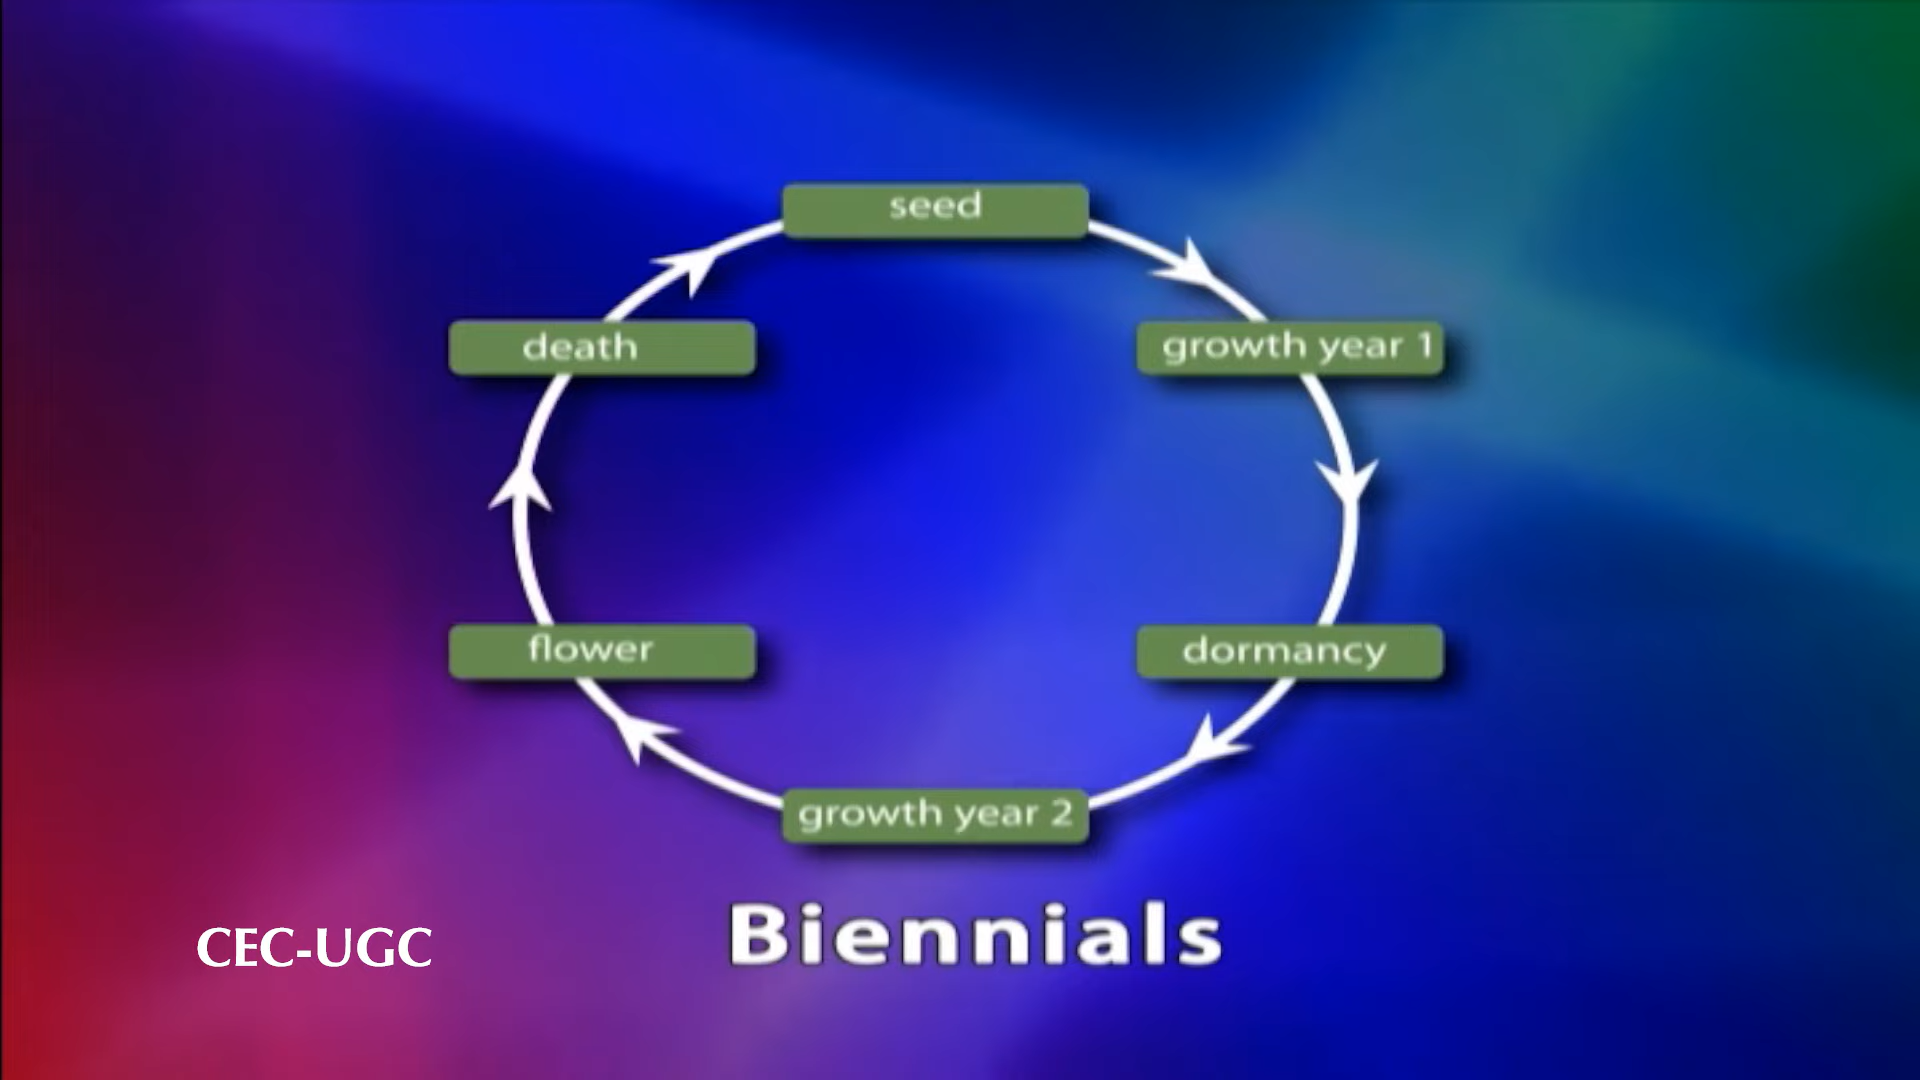 seed
death
growth year 1
flower
dormancy
growth year 2
Biennials
CEC-UGC